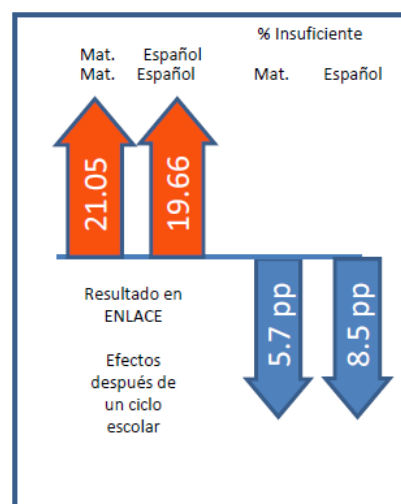 % Insuficiente
Mat. Español
Mat. Español
Mat. Español
21.05
19.66
5.7 pp
8.5 pp
Resultado en
ENLACE
Efectos
después de
un ciclo
escolar